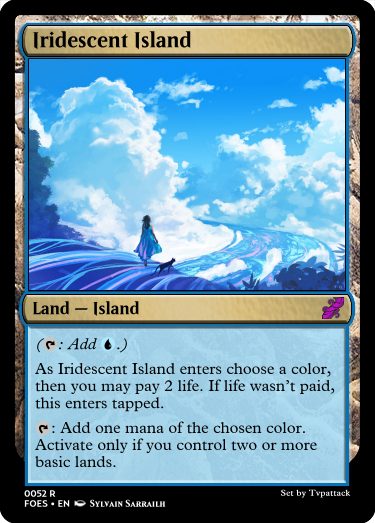 Iridescent Island
Land — Island
(: Add .)
As Iridescent Island enters choose a color,
then you may pay 2 life. If life wasn't paid,
this enters tapped.
: Add one mana of the chosen color.
Activate only if you control two or more
basic lands.
0052 R
FOES • EN Sylvain Sarrailh
Set by Tvpattack